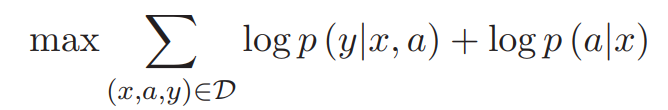 max ∑ log p (y|x, a) + log p (a|x)
(x,a,y)∈𝒟